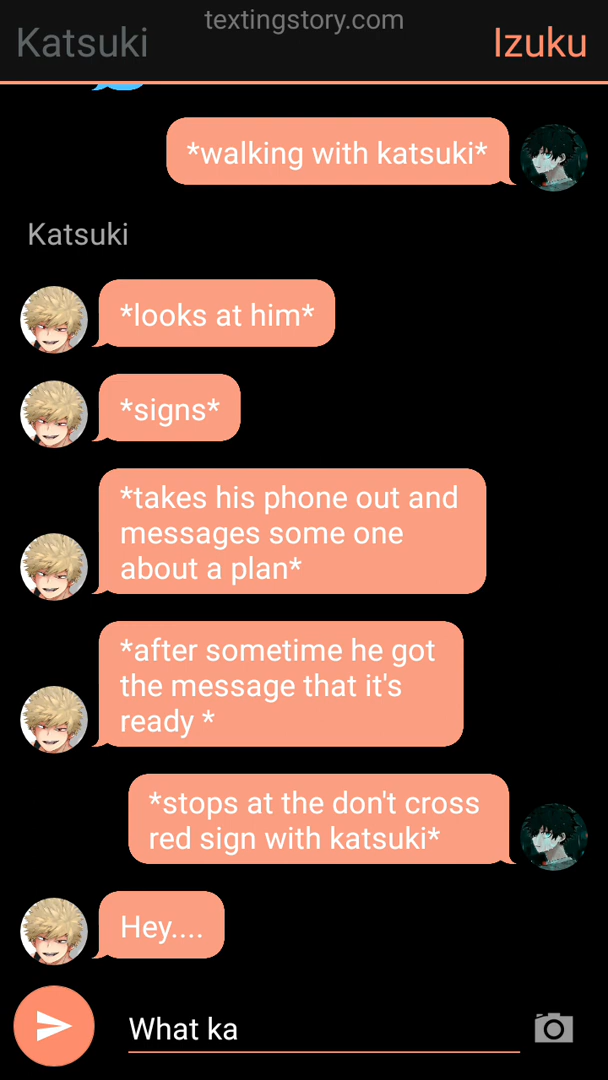 textingstory.com
Katsuki
Izuku
*walking with katsuki*
Katsuki
*looks at him*
*signs*
*takes his phone out and
messages some one
about a plan*
*after sometime he got
the message that it's
ready *
*stops at the don't cross
red sign with katsuki*
Hey....
What ka